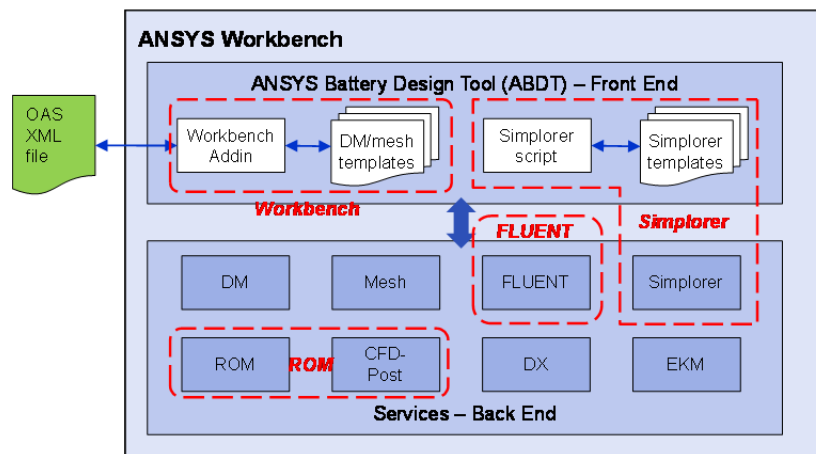 ANSYS Workbench
ANSYS Battery Design Tool (ABDT) – Front End
OAS
XML
file
Workbench
Addin
DM/mesh
templates
Simplorer
script
Simplorer
templates
Workbench
FLUENT
Simplorer
DM
Mesh
FLUENT
Simplorer
ROM
ROM
CFD-
Post
DX
EKM
Services – Back End